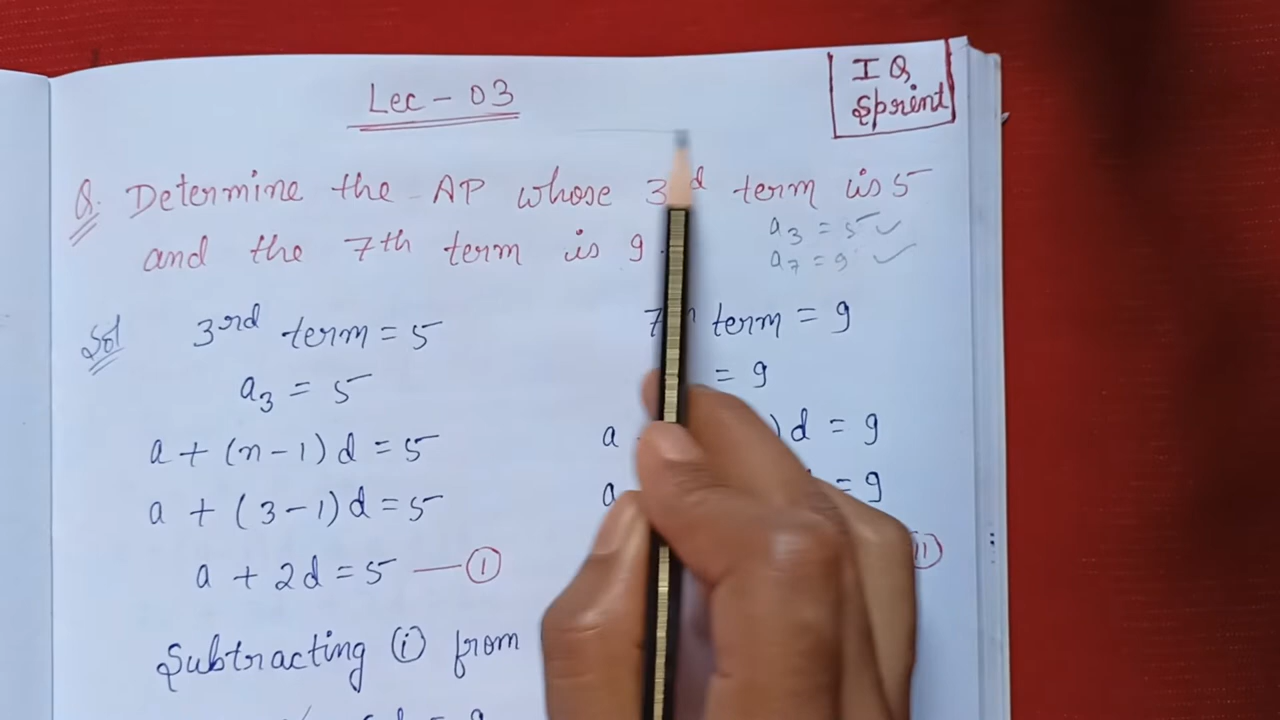 Lec - 03
I Q
Sprint
Q. Determine the AP whose 3 d term is 5
and the 7th term is 9.
a3 = 5 ✓
a7 = 9 ✓
Sol 3rd term = 5
a3 = 5
a + (n - 1) d = 5
a + (3 - 1) d = 5
a + 2d = 5 — (i)
Subtracting (i) from
term = 9
= 9
a ) d = 9
a = 9
(ii)